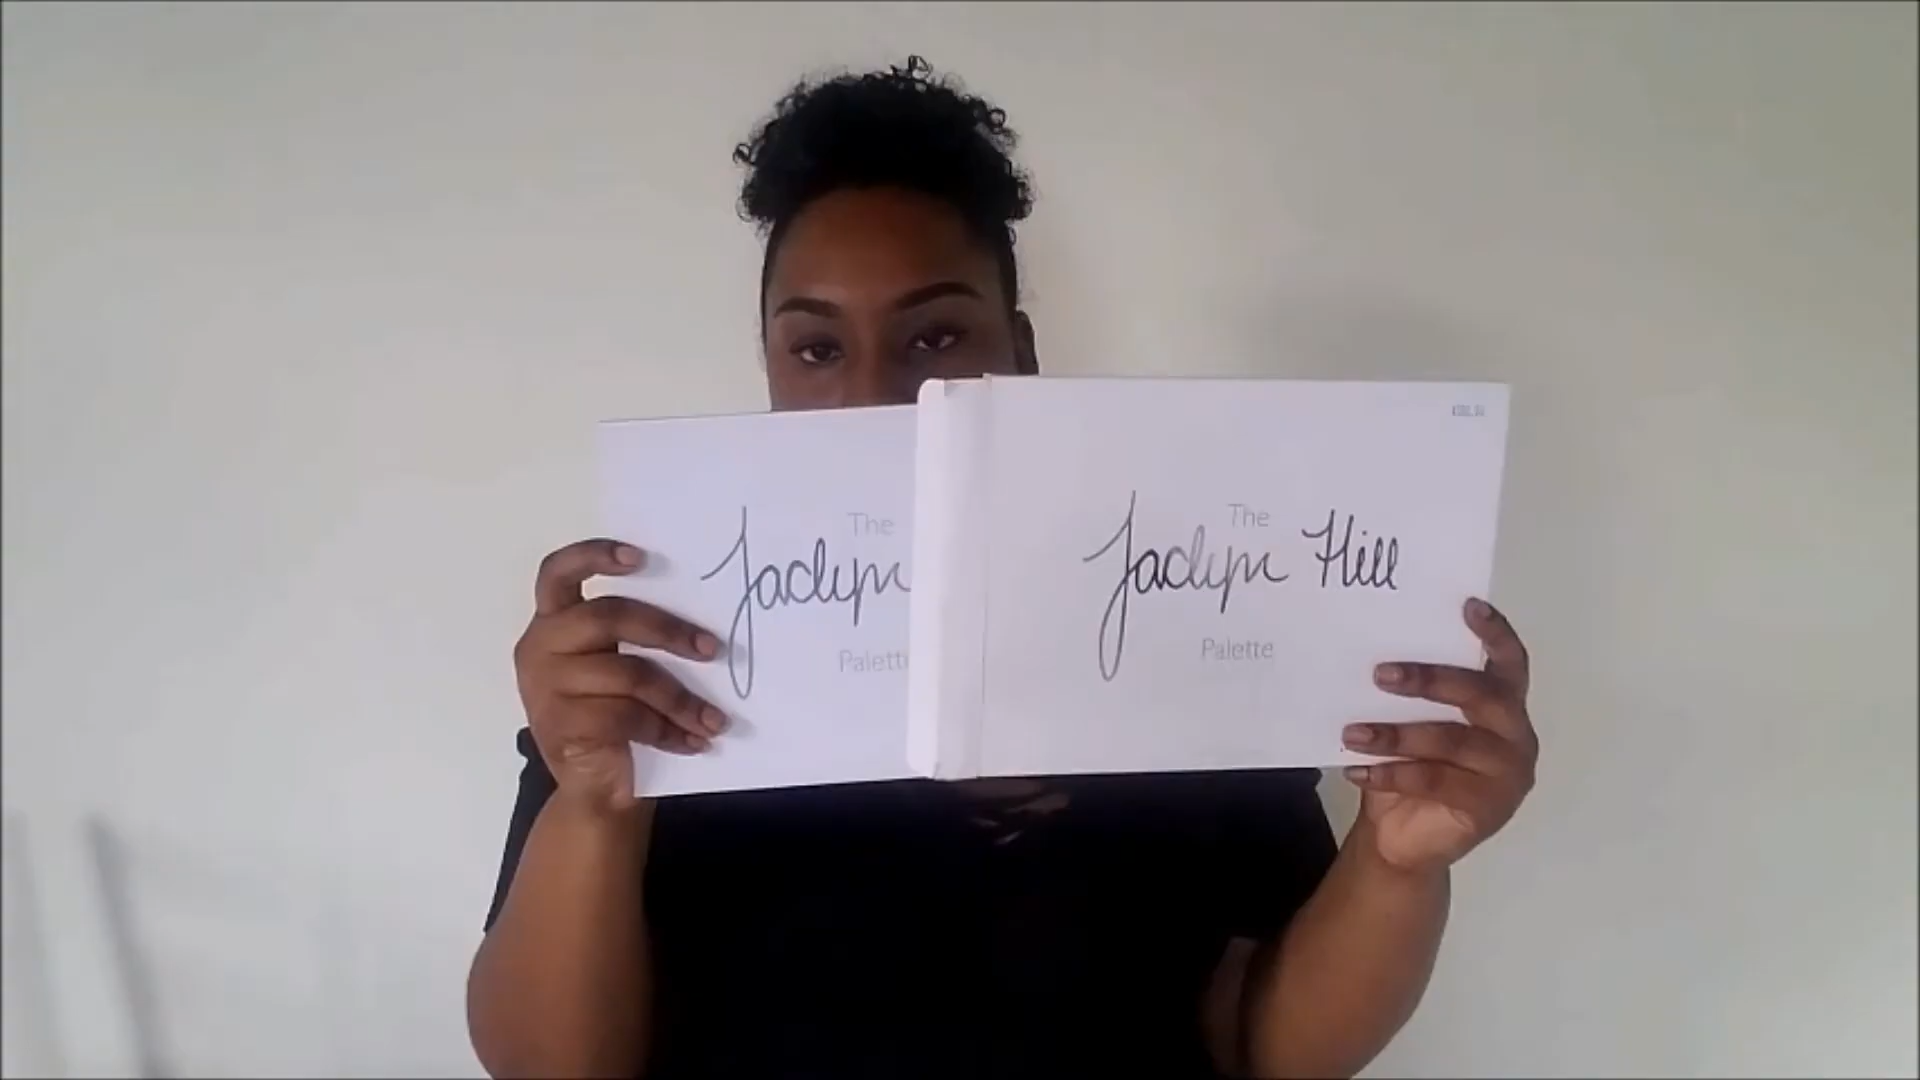 The
Jaclyn
Palette
The
Jaclyn Hill
Palette